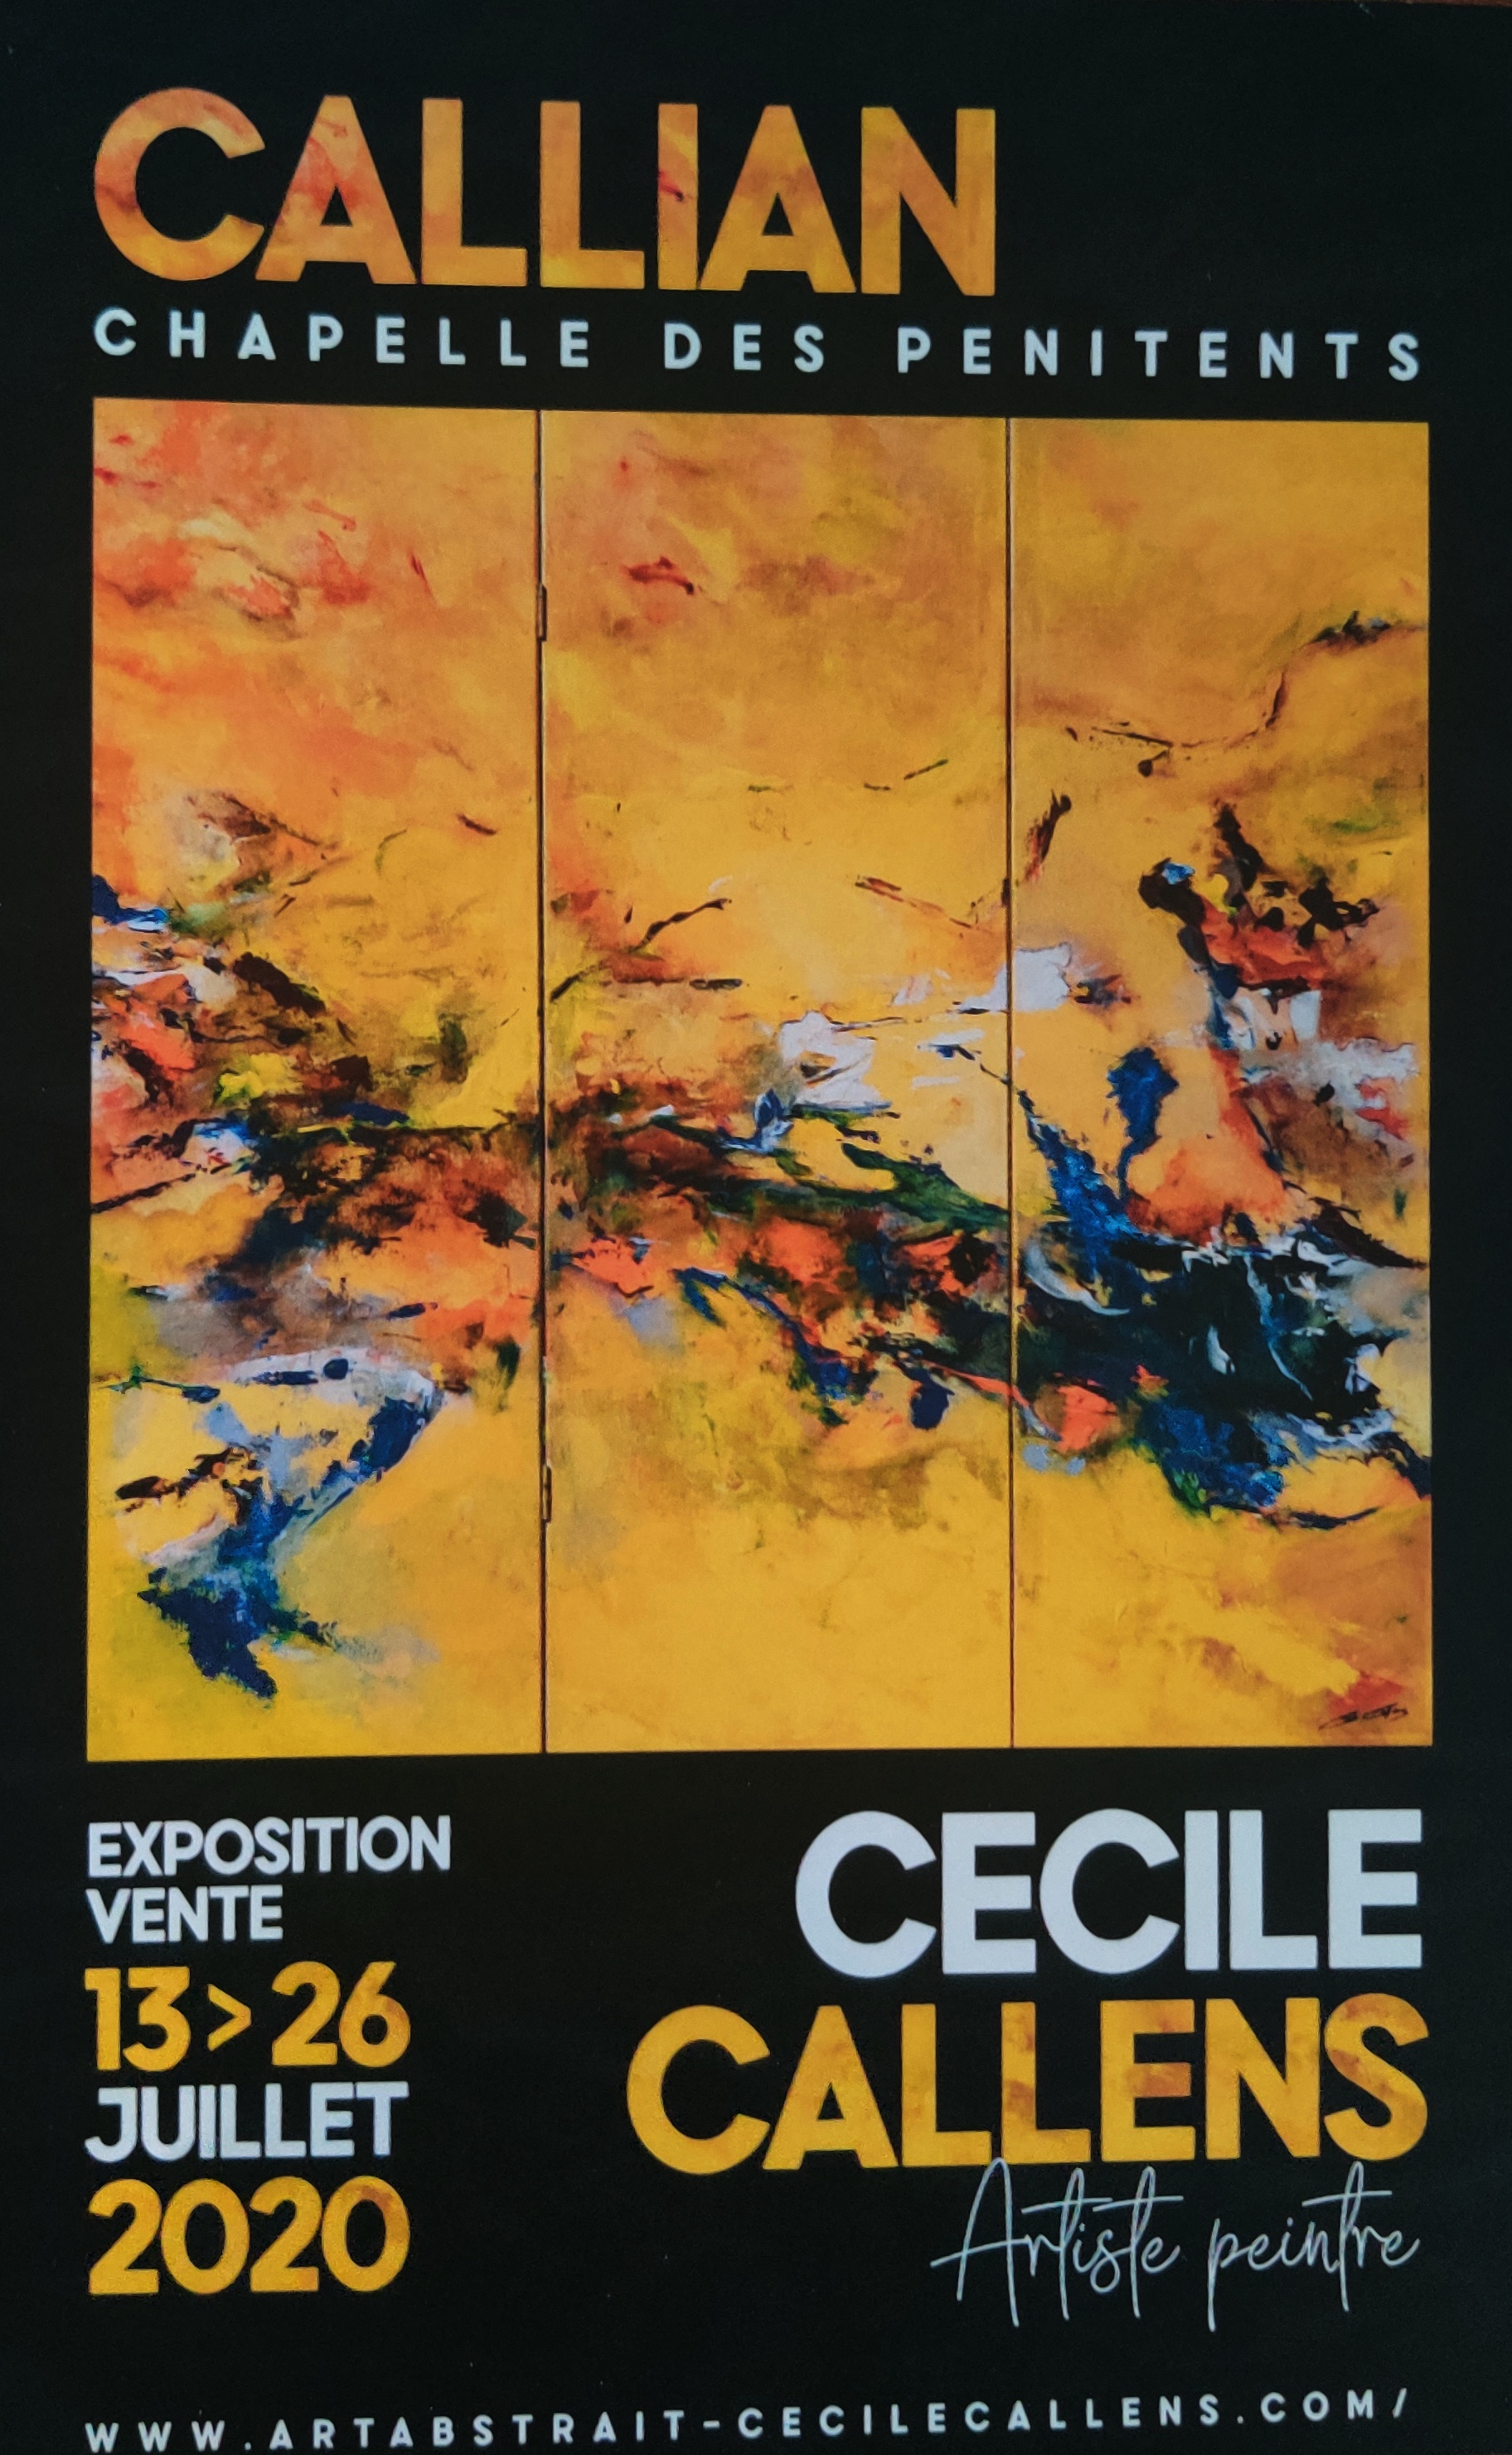 CALLIAN
CHAPELLE DES PENITENTS
EXPOSITION
VENTE
13>26
JUILLET
2020
CECILE
CALLENS
Artiste peintre
WWW.ARTABSTRAIT-CECILECALLENS.COM/